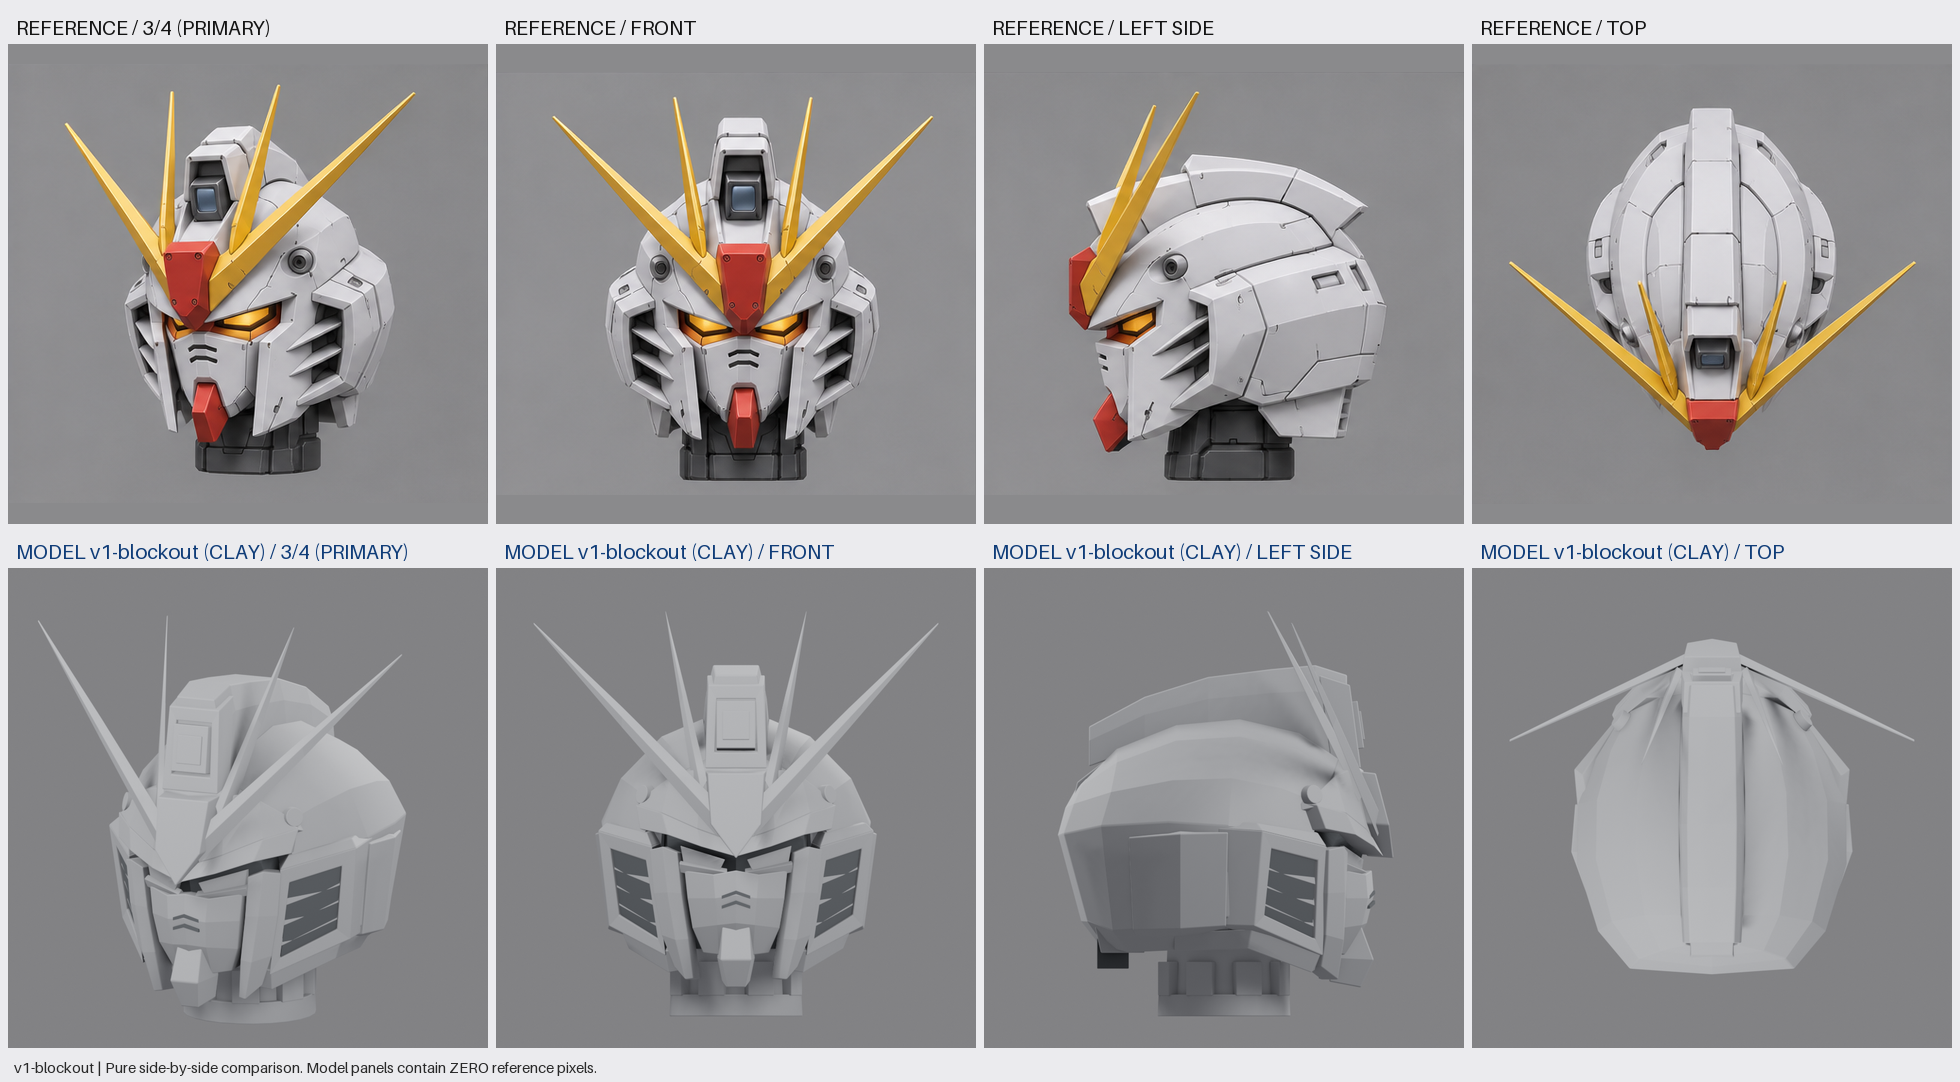 REFERENCE / 3/4 (PRIMARY)
REFERENCE / FRONT
REFERENCE / LEFT SIDE
REFERENCE / TOP
MODEL v1-blockout (CLAY) / 3/4 (PRIMARY)
MODEL v1-blockout (CLAY) / FRONT
MODEL v1-blockout (CLAY) / LEFT SIDE
MODEL v1-blockout (CLAY) / TOP
v1-blockout | Pure side-by-side comparison. Model panels contain ZERO reference pixels.